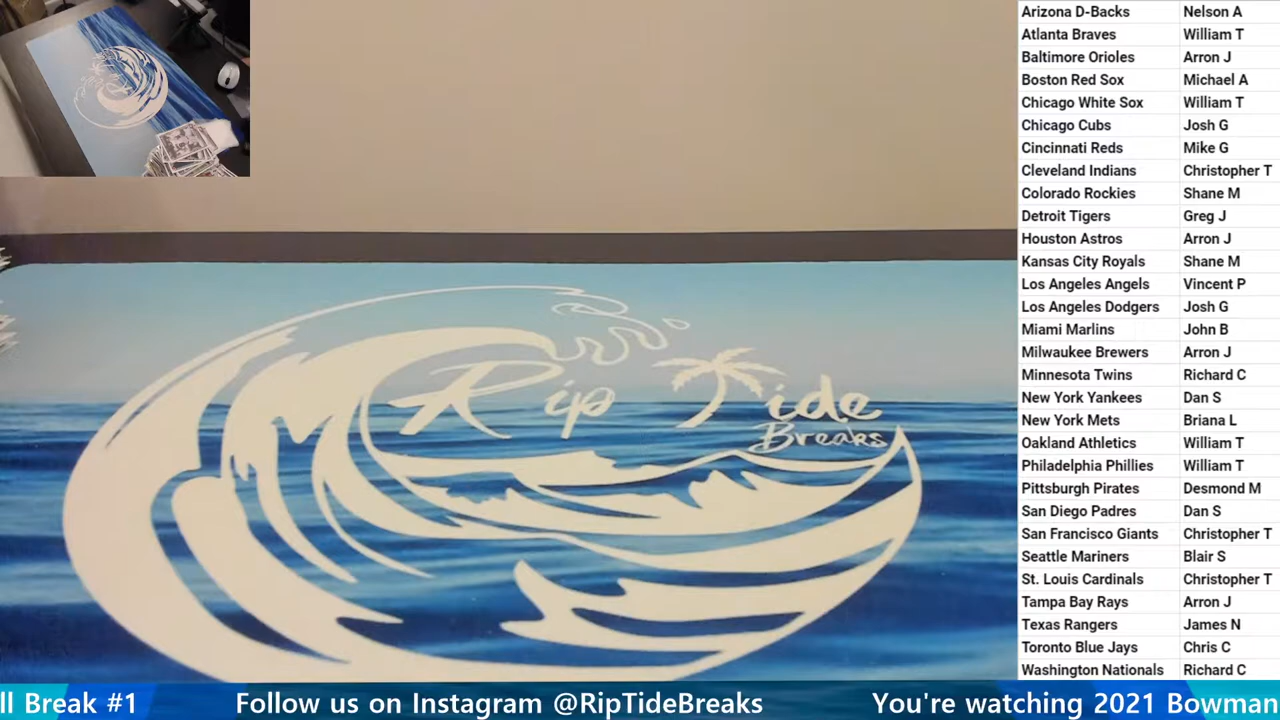 Rip Tide
Breaks
Arizona D-Backs Nelson A
Atlanta Braves William T
Baltimore Orioles Arron J
Boston Red Sox Michael A
Chicago White Sox William T
Chicago Cubs Josh G
Cincinnati Reds Mike G
Cleveland Indians Christopher T
Colorado Rockies Shane M
Detroit Tigers Greg J
Houston Astros Arron J
Kansas City Royals Shane M
Los Angeles Angels Vincent P
Los Angeles Dodgers Josh G
Miami Marlins John B
Milwaukee Brewers Arron J
Minnesota Twins Richard C
New York Yankees Dan S
New York Mets Briana L
Oakland Athletics William T
Philadelphia Phillies William T
Pittsburgh Pirates Desmond M
San Diego Padres Dan S
San Francisco Giants Christopher T
Seattle Mariners Blair S
St. Louis Cardinals Christopher T
Tampa Bay Rays Arron J
Texas Rangers James N
Toronto Blue Jays Chris C
Washington Nationals Richard C
ll Break #1 Follow us on Instagram @RipTideBreaks You're watching 2021 Bowman